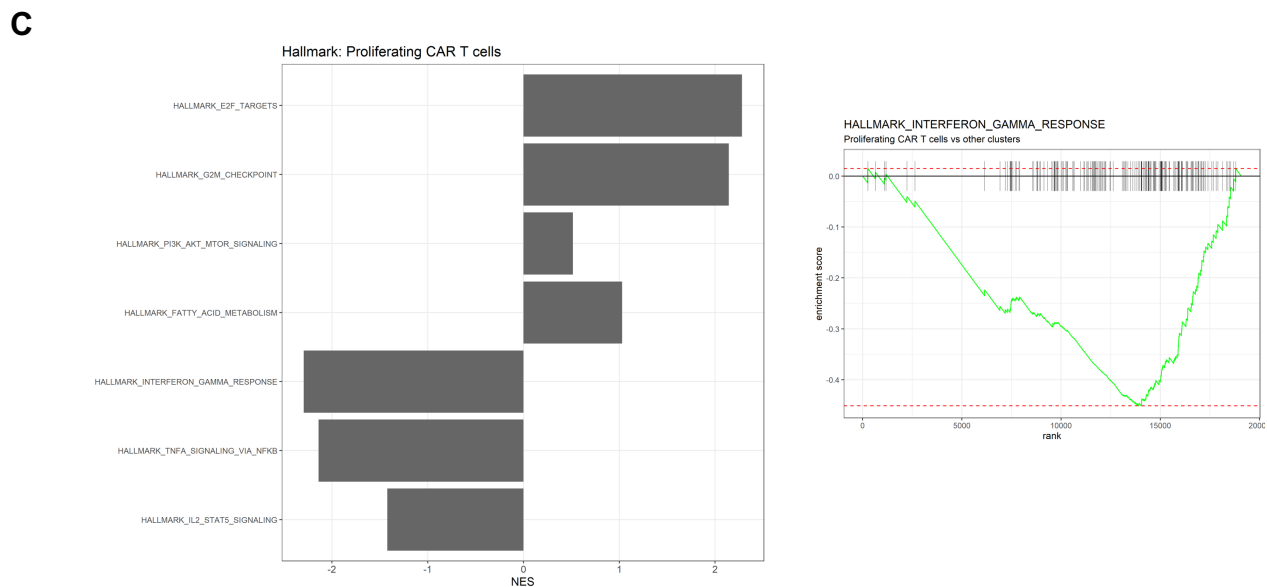 C
Hallmark: Proliferating CAR T cells
HALLMARK_E2F_TARGETS
HALLMARK_G2M_CHECKPOINT
HALLMARK_PI3K_AKT_MTOR_SIGNALING
HALLMARK_FATTY_ACID_METABOLISM
HALLMARK_INTERFERON_GAMMA_RESPONSE
HALLMARK_TNFA_SIGNALING_VIA_NFKB
HALLMARK_IL2_STAT5_SIGNALING
-2 -1 0 1 2
NES
HALLMARK_INTERFERON_GAMMA_RESPONSE
Proliferating CAR T cells vs other clusters
enrichment score
0.0
-0.1
-0.2
-0.3
-0.4
0 5000 10000 15000 2000
rank